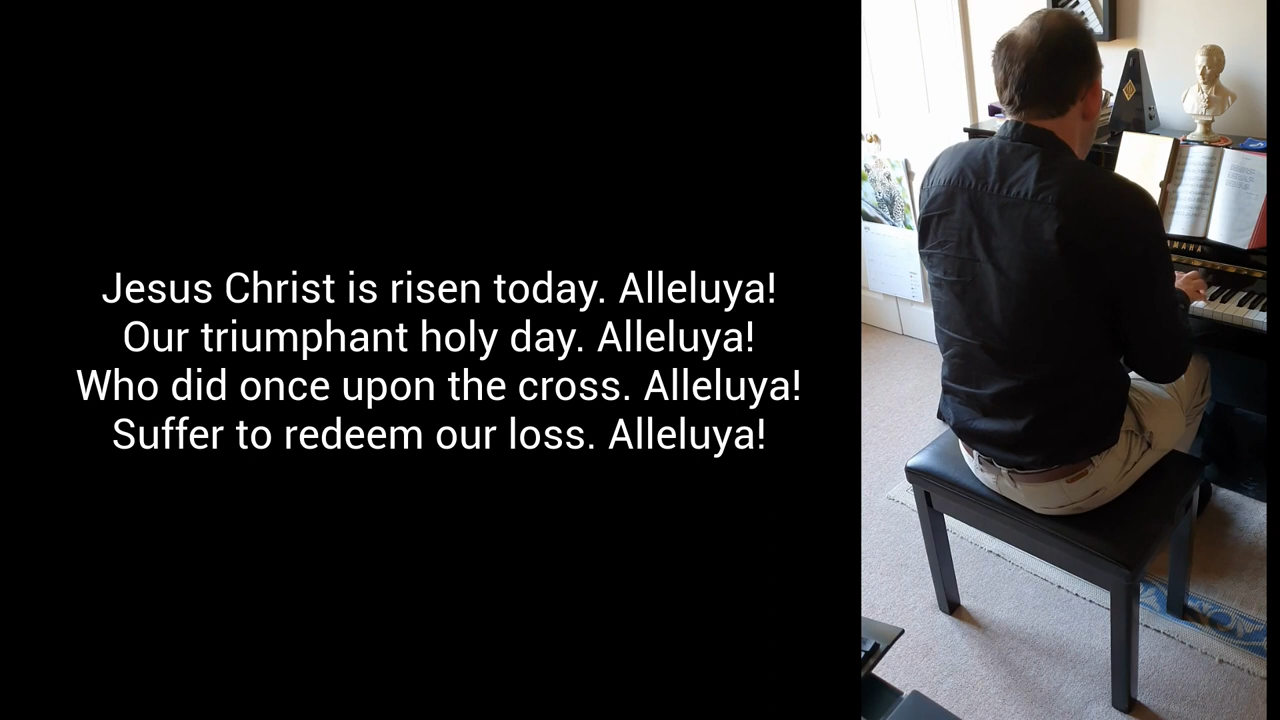 Jesus Christ is risen today. Alleluya!
Our triumphant holy day. Alleluya!
Who did once upon the cross. Alleluya!
Suffer to redeem our loss. Alleluya!